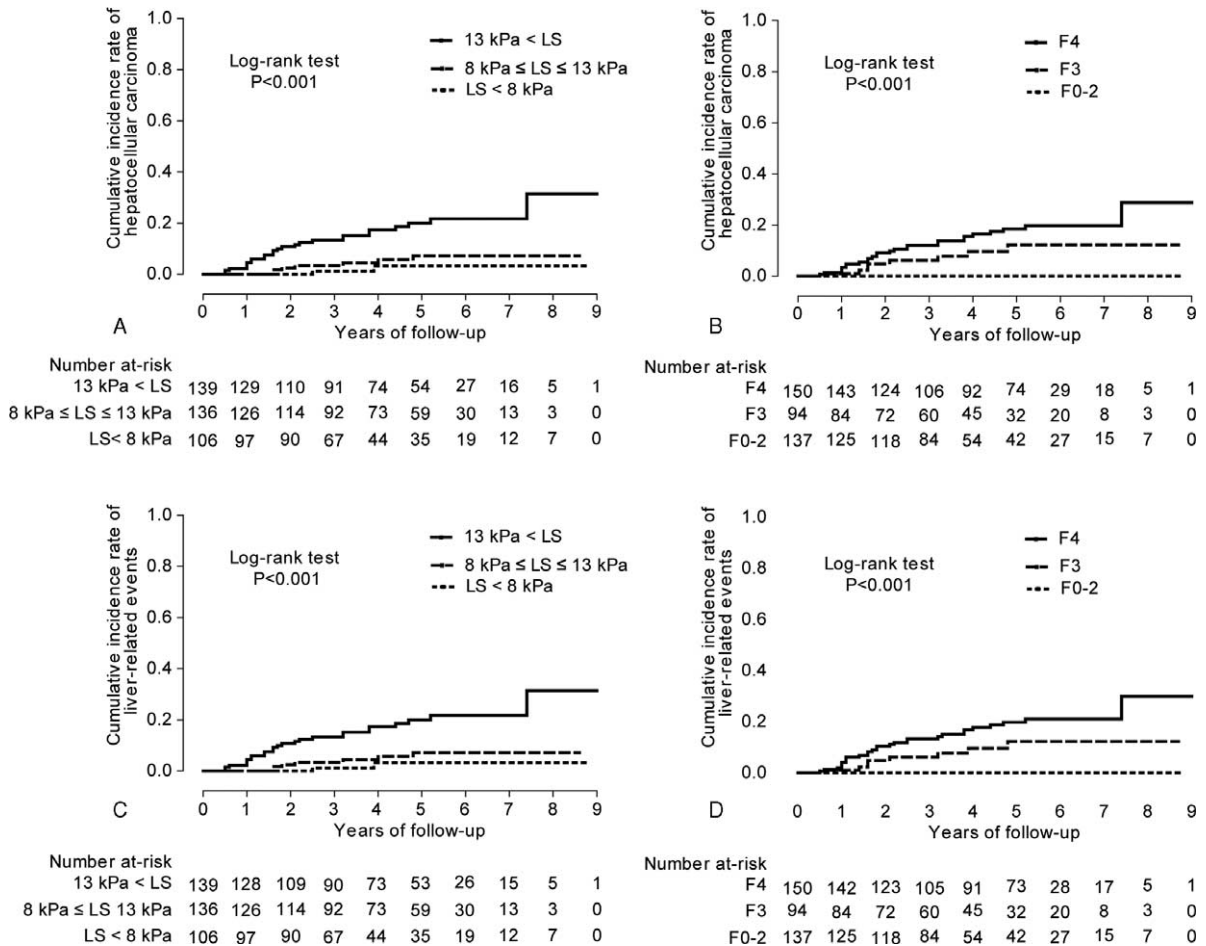 1.0
0.8
0.6
0.4
0.2
0.0
Cumulative incidence rate of
hepatocellular carcinoma
Log-rank test
P<0.001
13 kPa < LS
8 kPa ≤ LS ≤ 13 kPa
LS < 8 kPa
0 1 2 3 4 5 6 7 8 9
Years of follow-up
A
Number at-risk
13 kPa < LS 139 129 110 91 74 54 27 16 5 1
8 kPa ≤ LS ≤ 13 kPa 136 126 114 92 73 59 30 13 3 0
LS< 8 kPa 106 97 90 67 44 35 19 12 7 0
1.0
0.8
0.6
0.4
0.2
0.0
Cumulative incidence rate of
hepatocellular carcinoma
Log-rank test
P<0.001
F4
F3
F0-2
0 1 2 3 4 5 6 7 8 9
Years of follow-up
B
Number at-risk
F4 150 143 124 106 92 74 29 18 5 1
F3 94 84 72 60 45 32 20 8 3 0
F0-2 137 125 118 84 54 42 27 15 7 0
1.0
0.8
0.6
0.4
0.2
0.0
Cumulative incidence rate of
liver-related events
Log-rank test
P<0.001
13 kPa < LS
8 kPa ≤ LS ≤ 13 kPa
LS < 8 kPa
0 1 2 3 4 5 6 7 8 9
Years of follow-up
C
Number at-risk
13 kPa < LS 139 128 109 90 73 53 26 15 5 1
8 kPa ≤ LS 13 kPa 136 126 114 92 73 59 30 13 3 0
LS < 8 kPa 106 97 90 67 44 35 19 12 7 0
1.0
0.8
0.6
0.4
0.2
0.0
Cumulative incidence rate of
liver-related events
Log-rank test
P<0.001
F4
F3
F0-2
0 1 2 3 4 5 6 7 8 9
Years of follow-up
D
Number at-risk
F4 150 142 123 105 91 73 28 17 5 1
F3 94 84 72 60 45 32 20 8 3 0
F0-2 137 125 118 84 54 42 27 15 7 0